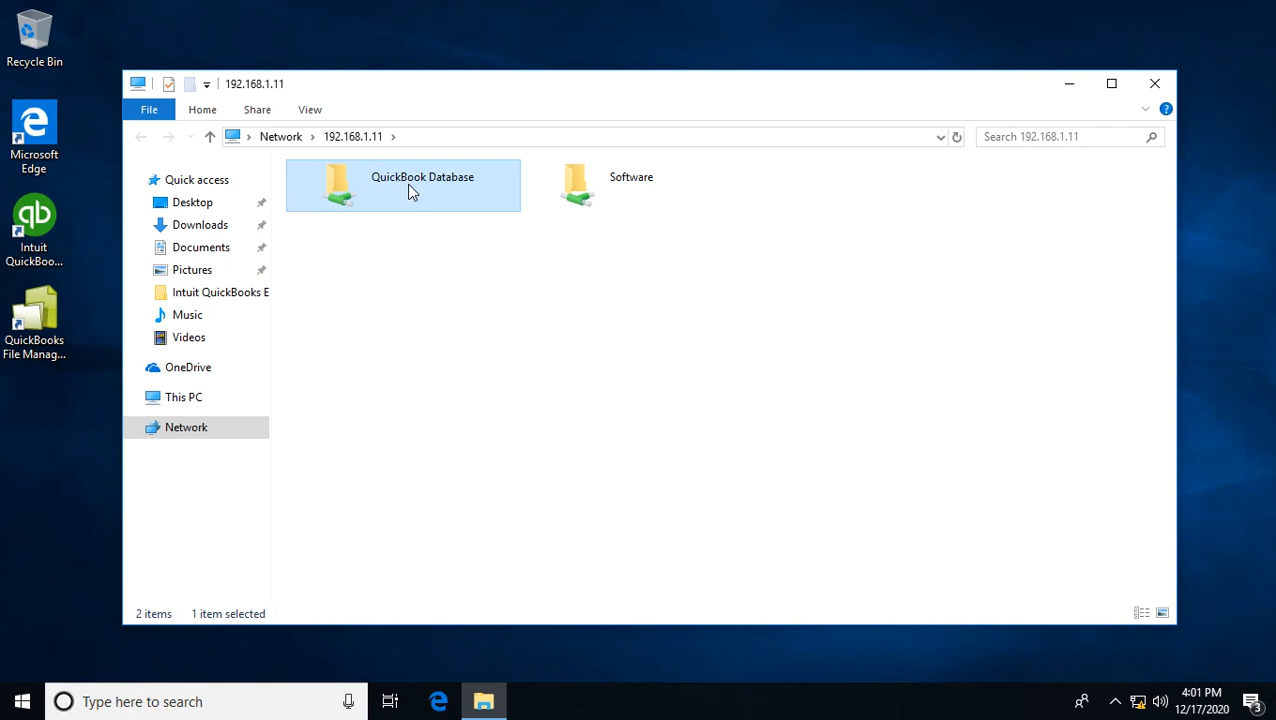 Recycle Bin
Microsoft
Edge
qb
Intuit
QuickBoo...
QuickBooks
File Manag...
192.168.1.11
File
Home
Share
View
Network
192.168.1.11
Search 192.168.1.11
Quick access
Desktop
Downloads
Documents
Pictures
Intuit QuickBooks E
Music
Videos
OneDrive
This PC
Network
QuickBook Database
Software
2 items
1 item selected
Type here to search
4:01 PM
12/17/2020
3